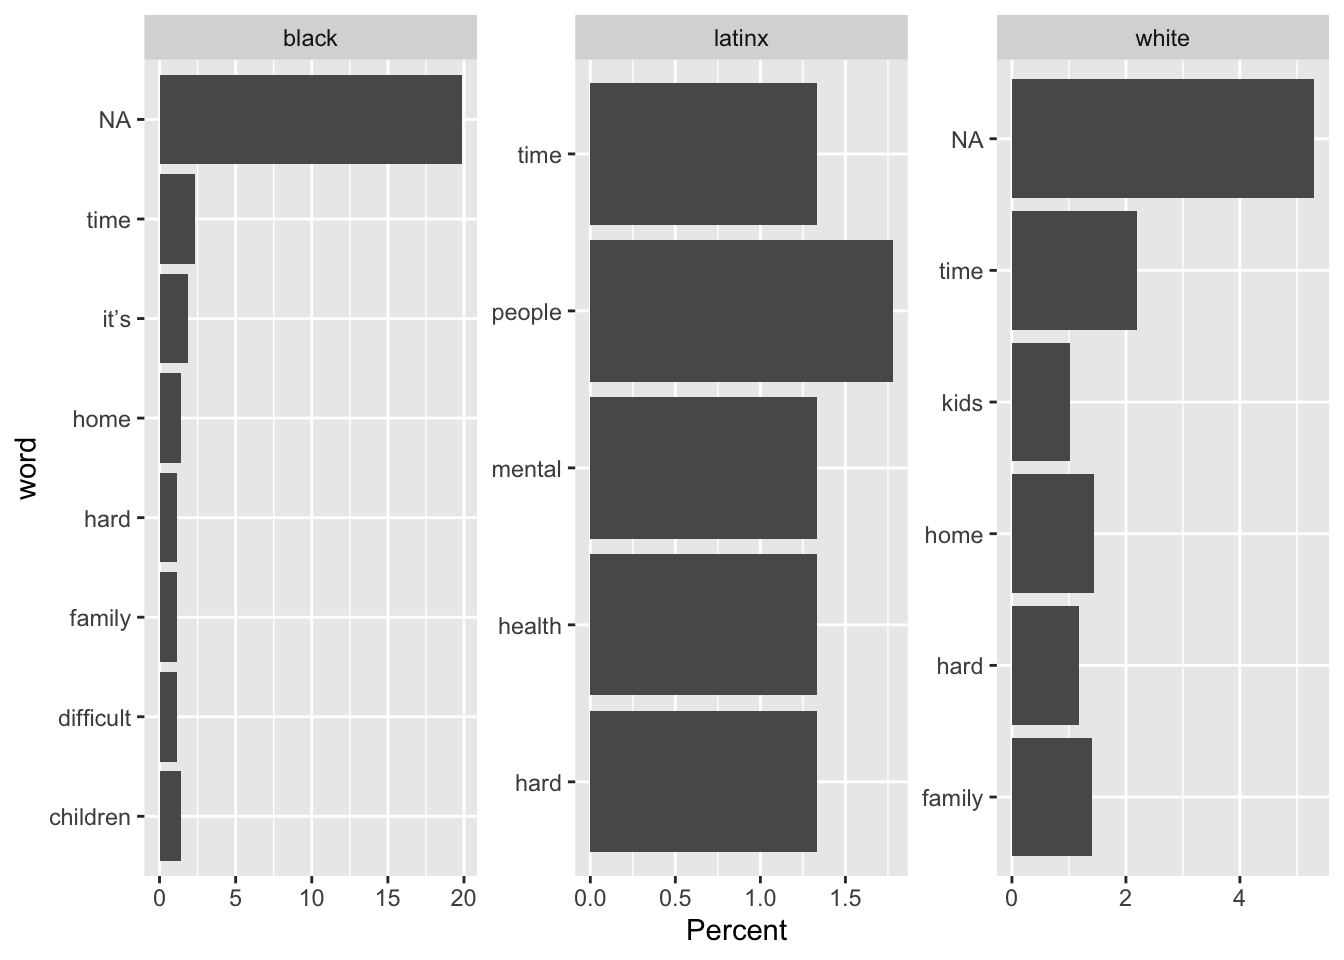 black
latinx
white
word
NA
time
it’s
home
hard
family
difficult
children
0 5 10 15 20
time
people
mental
health
hard
0.0 0.5 1.0 1.5
NA
time
kids
home
hard
family
0 2 4
Percent